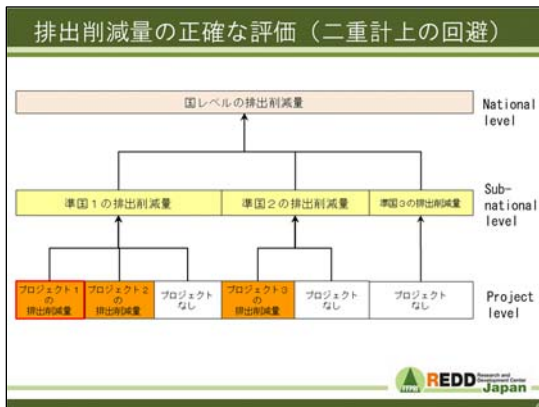 排出削減量の正確な評価（二重計上の回避）
国レベルの排出削減量
National
level
準国1の排出削減量
準国2の排出削減量
準国3の排出削減量
Sub-
national
level
プロジェクト1
の
排出削減量
プロジェクト2
の
排出削減量
プロジェクト
なし
プロジェクト3
の
排出削減量
プロジェクト
なし
プロジェクト
なし
Project
level
REDD Research and
Development Center
Japan